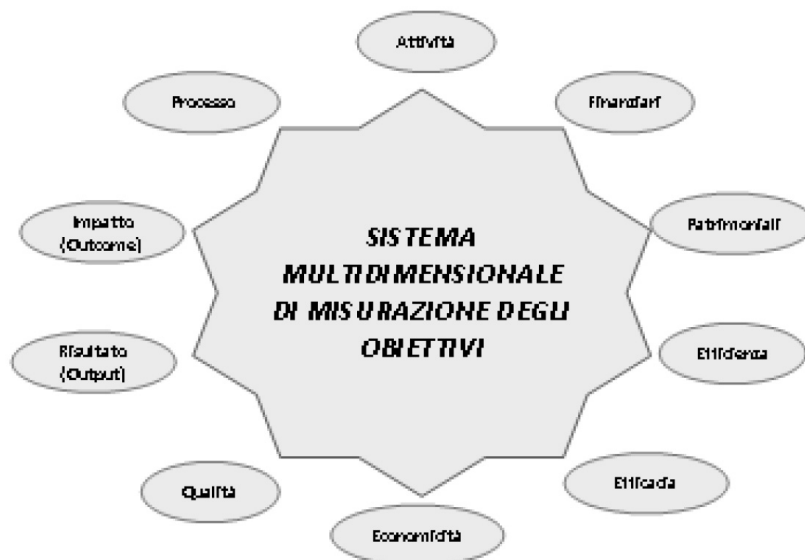 Attività
Processo
Finanziari
Impatto
(Outcome)
Patrimoniali
SISTEMA
MULTIDIMENSIONALE
DI MISURAZIONE DEGLI
OBIETTIVI
Risultato
(Output)
Efficienza
Qualità
Efficacia
Economicità